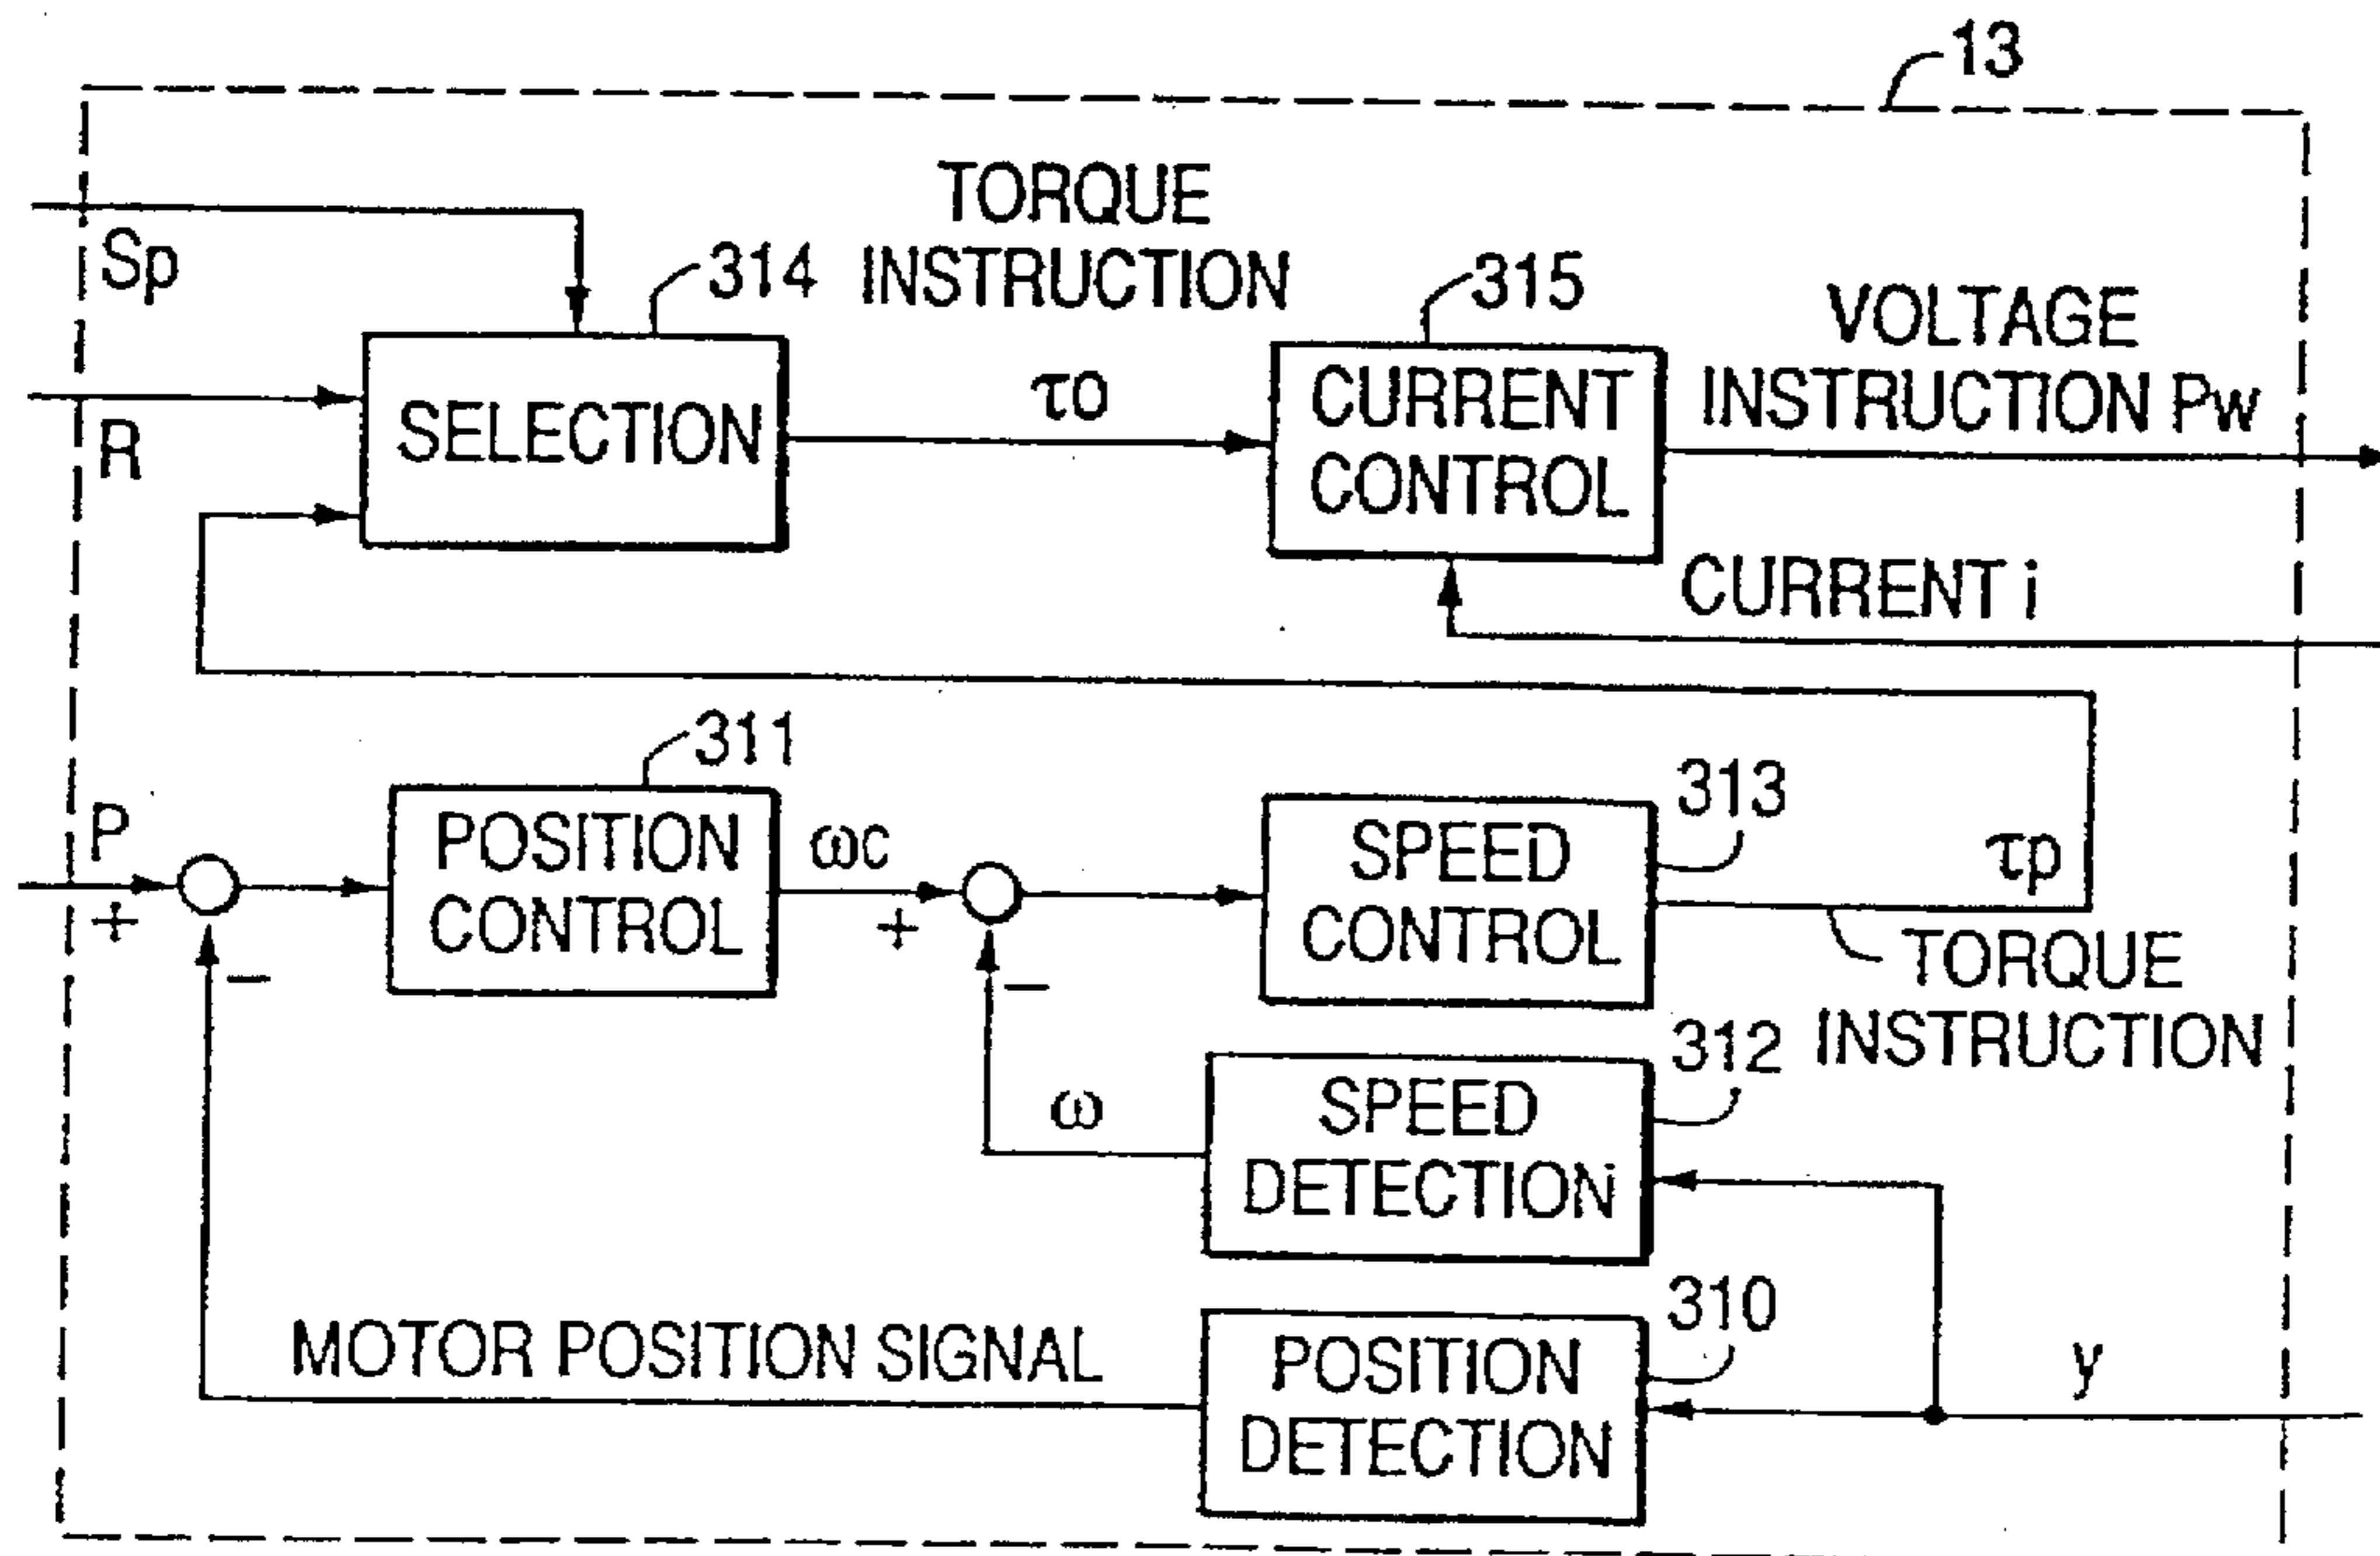 13
Sp
TORQUE
INSTRUCTION
314
315
VOLTAGE
INSTRUCTION Pw
R
SELECTION
τo
CURRENT
CONTROL
CURRENT i
311
313
P
+
−
POSITION
CONTROL
ωc
+
−
SPEED
CONTROL
τp
TORQUE
INSTRUCTION
312
ω
SPEED
DETECTION
310
MOTOR POSITION SIGNAL
POSITION
DETECTION
y